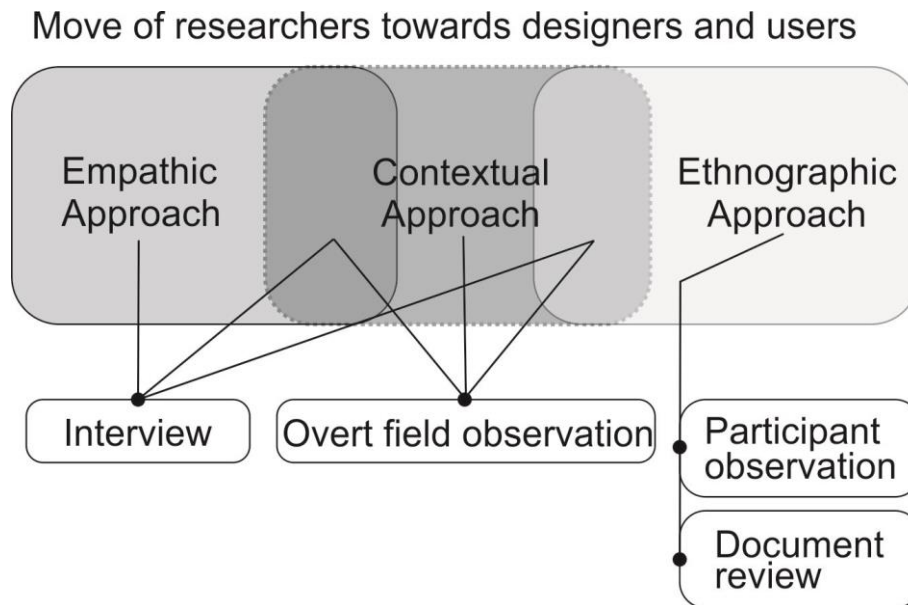 Move of researchers towards designers and users
Empathic
Approach
Contextual
Approach
Ethnographic
Approach
Interview
Overt field observation
Participant
observation
Document
review